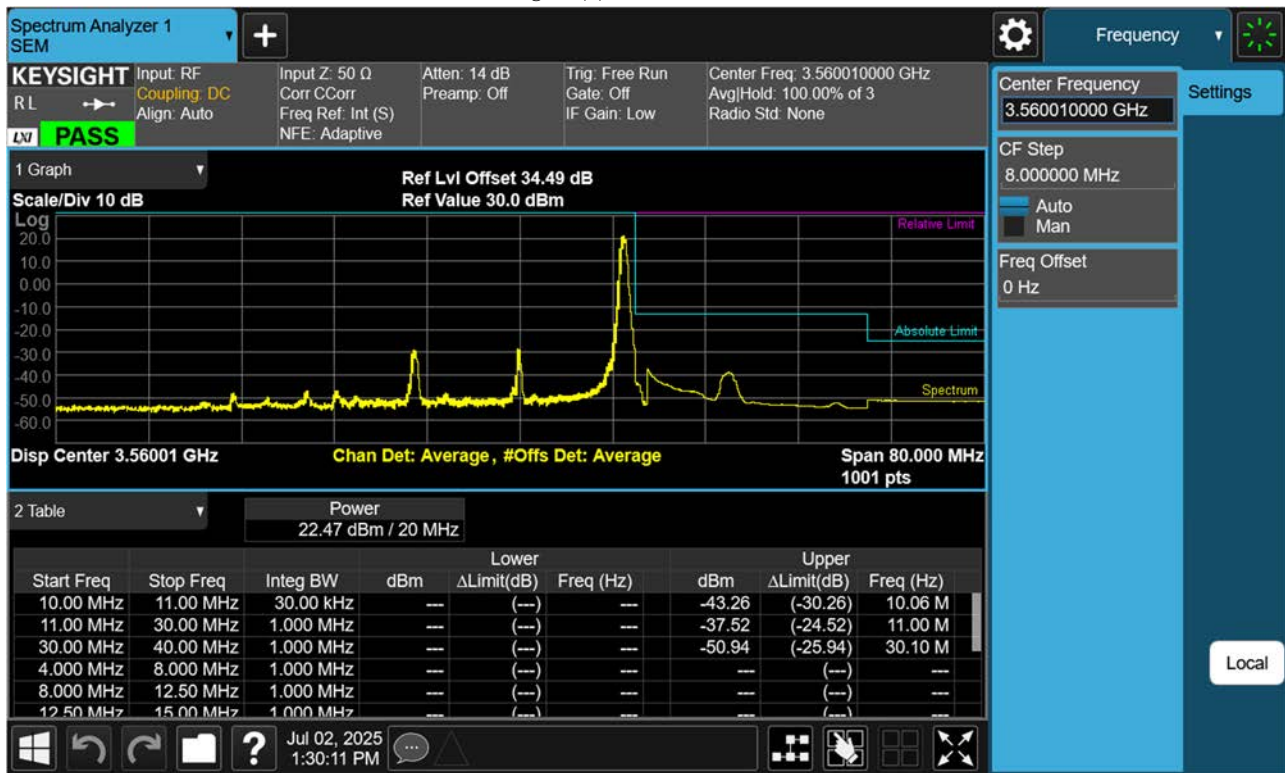 Spectrum Analyzer 1
SEM
Frequency
KEYSIGHT
R L
LXI
PASS
Input: RF
Coupling: DC
Align: Auto
Input Z: 50 Ω
Corr CCorr
Freq Ref: Int (S)
NFE: Adaptive
Atten: 14 dB
Preamp: Off
Trig: Free Run
Gate: Off
IF Gain: Low
Center Freq: 3.560010000 GHz
Avg|Hold: 100.00% of 3
Radio Std: None
Center Frequency
3.560010000 GHz
Settings
CF Step
8.000000 MHz
Auto
Man
Freq Offset
0 Hz
Local
1 Graph
Scale/Div 10 dB
Ref Lvl Offset 34.49 dB
Ref Value 30.0 dBm
Log
20.0
10.0
0.00
-10.0
-20.0
-30.0
-40.0
-50.0
-60.0
Relative Limit
Absolute Limit
Spectrum
Disp Center 3.56001 GHz
Chan Det: Average , #Offs Det: Average
Span 80.000 MHz
1001 pts
2 Table
Power
22.47 dBm / 20 MHz
Lower Upper
Start Freq Stop Freq Integ BW dBm ΔLimit(dB) Freq (Hz) dBm ΔLimit(dB) Freq (Hz)
10.00 MHz 11.00 MHz 30.00 kHz --- (---) --- -43.26 (-30.26) 10.06 M
11.00 MHz 30.00 MHz 1.000 MHz --- (---) --- -37.52 (-24.52) 11.00 M
30.00 MHz 40.00 MHz 1.000 MHz --- (---) --- -50.94 (-25.94) 30.10 M
4.000 MHz 8.000 MHz 1.000 MHz --- (---) --- --- (---) ---
8.000 MHz 12.50 MHz 1.000 MHz --- (---) --- --- (---) ---
12.50 MHz 15.00 MHz 1.000 MHz --- (---) --- --- (---) ---
Jul 02, 2025
1:30:11 PM